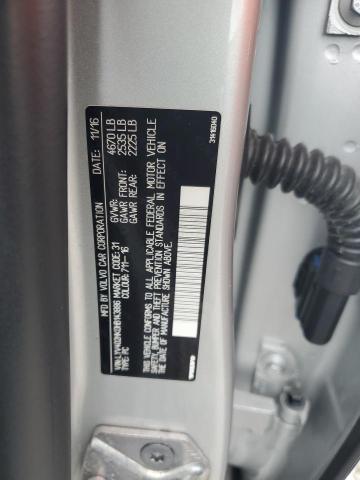 MFD. BY VOLVO CAR CORPORATION DATE: 11/16
GVWR: 4670 LB
GAWR FRONT: 2535 LB
GAWR REAR: 2225 LB
THIS VEHICLE CONFORMS TO ALL APPLICABLE FEDERAL MOTOR VEHICLE
SAFETY, BUMPER, AND THEFT PREVENTION STANDARDS IN EFFECT ON
THE DATE OF MANUFACTURE SHOWN ABOVE.
MARKET CODE: 31
TYPE: PC COLOUR: 711-16
31416040